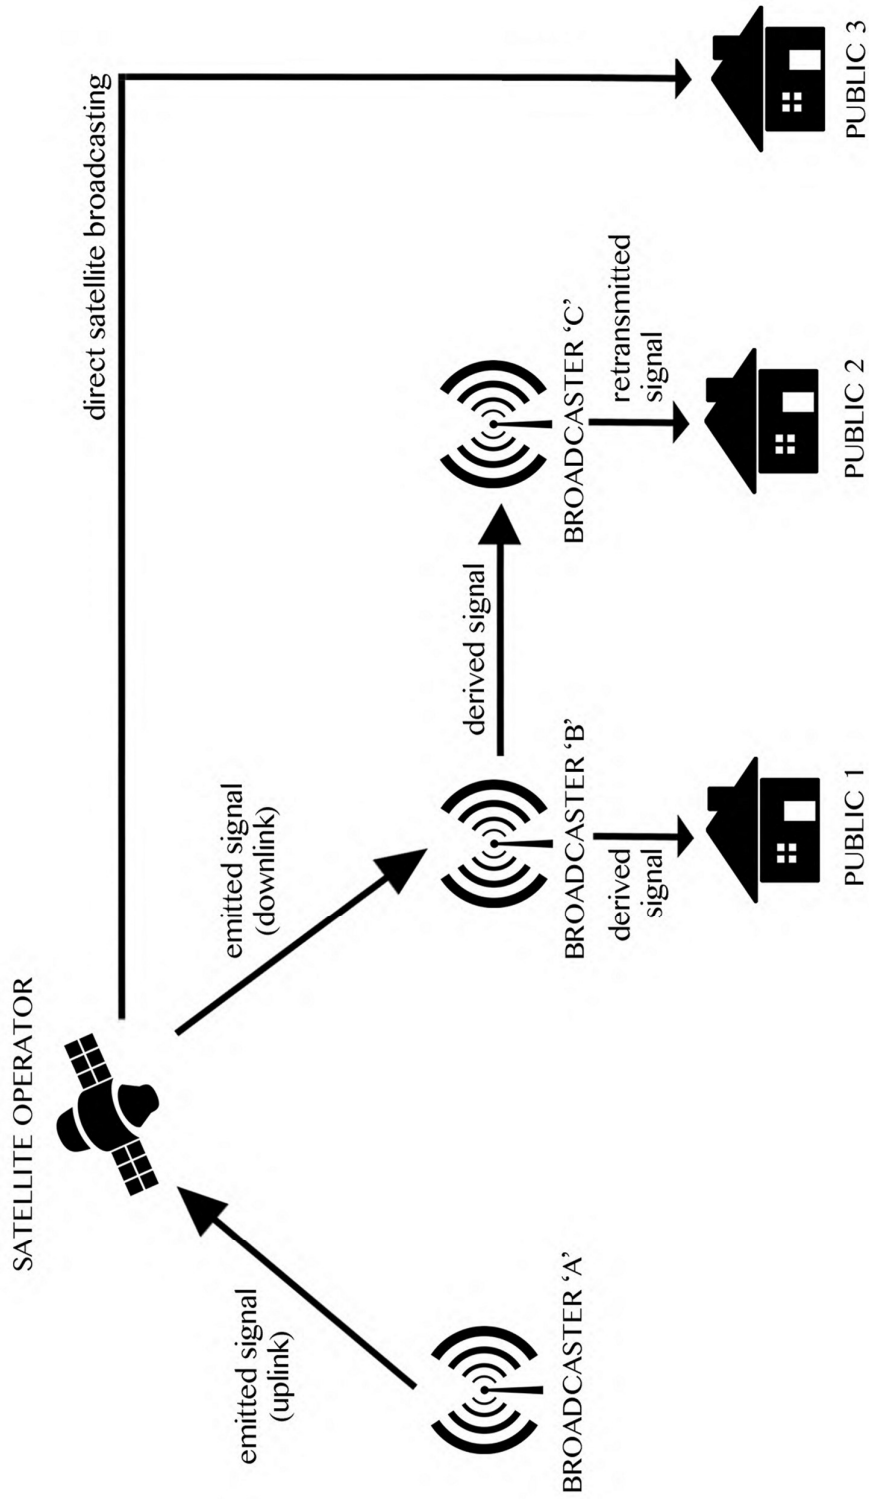 SATELLITE OPERATOR
direct satellite broadcasting
emitted signal
(uplink)
emitted signal
(downlink)
derived signal
BROADCASTER ‘A’
BROADCASTER ‘B’
BROADCASTER ‘C’
derived
signal
retransmitted
signal
PUBLIC 1
PUBLIC 2
PUBLIC 3